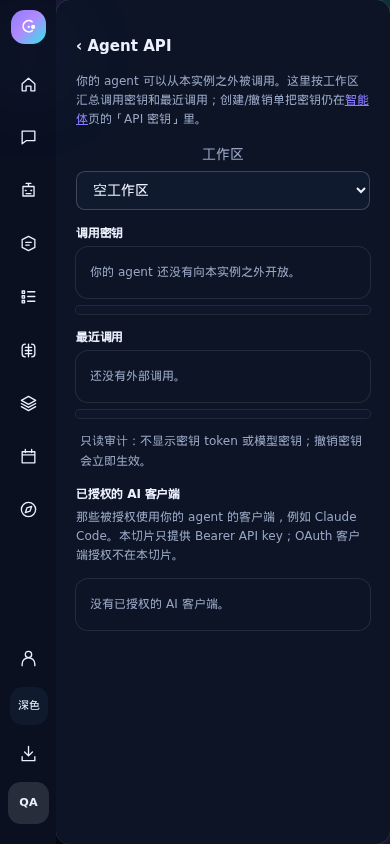 ‹ Agent API
你的 agent 可以从本实例之外被调用。这里按工作区
汇总调用密钥和最近调用；创建/撤销单把密钥仍在智能
体页的「API 密钥」里。
工作区
空工作区
调用密钥
你的 agent 还没有向本实例之外开放。
最近调用
还没有外部调用。
只读审计：不显示密钥 token 或模型密钥；撤销密钥
会立即生效。
已授权的 AI 客户端
那些被授权使用你的 agent 的客户端，例如 Claude
Code。本切片只提供 Bearer API key；OAuth 客户
端授权不在本切片。
没有已授权的 AI 客户端。
深色
QA